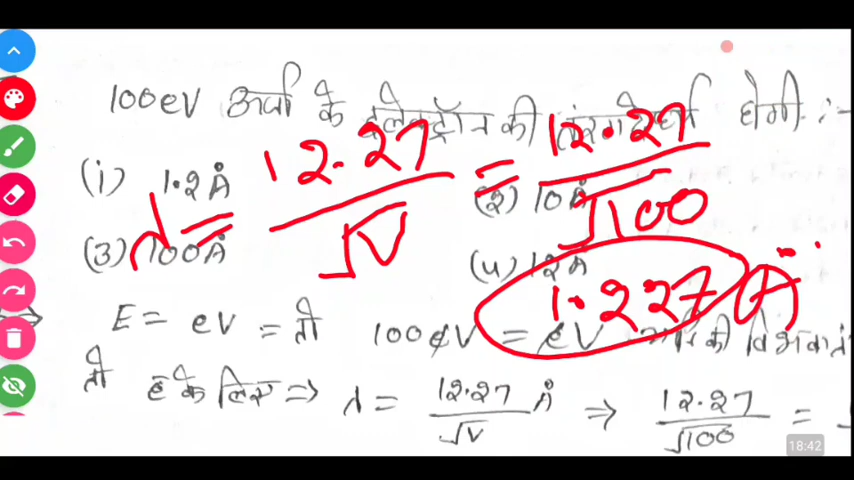 100eV ऊर्जा के इलेक्ट्रॉन की तरंगदैर्ध्य होगी :-
(i) 1.2Å (2) 10Å
(3) 100Å (4) 12Å
λ = 12.27/√V = 12.27/√100
1.227 (Å)
E = eV = तो 100eV = eV
तो e के लिए ⇒ λ = 12.27/√V Å ⇒ 12.27/√100 =
18:42